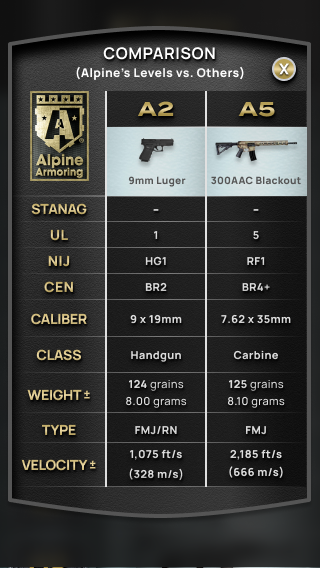 COMPARISON
(Alpine's Levels vs. Others)
X
A
Alpine
Armoring
A2 A5
9mm Luger 300AAC Blackout
STANAG – –
UL 1 5
NIJ HG1 RF1
CEN BR2 BR4+
CALIBER 9 x 19mm 7.62 x 35mm
CLASS Handgun Carbine
WEIGHT ± 124 grains 125 grains
8.00 grams 8.10 grams
TYPE FMJ/RN FMJ
VELOCITY ± 1,075 ft/s 2,185 ft/s
(328 m/s) (666 m/s)